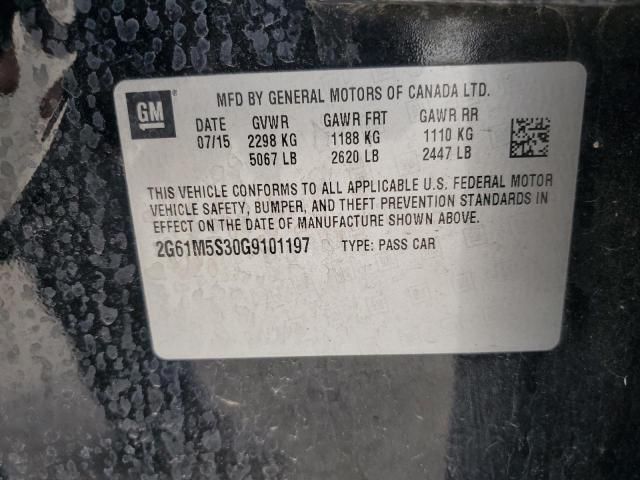 GM®
MFD BY GENERAL MOTORS OF CANADA LTD.
DATE GVWR GAWR FRT GAWR RR
07/15 2298 KG 1188 KG 1110 KG
5067 LB 2620 LB 2447 LB
THIS VEHICLE CONFORMS TO ALL APPLICABLE U.S. FEDERAL MOTOR
VEHICLE SAFETY, BUMPER, AND THEFT PREVENTION STANDARDS IN
EFFECT ON THE DATE OF MANUFACTURE SHOWN ABOVE.
2G61M5S30G9101197 TYPE: PASS CAR